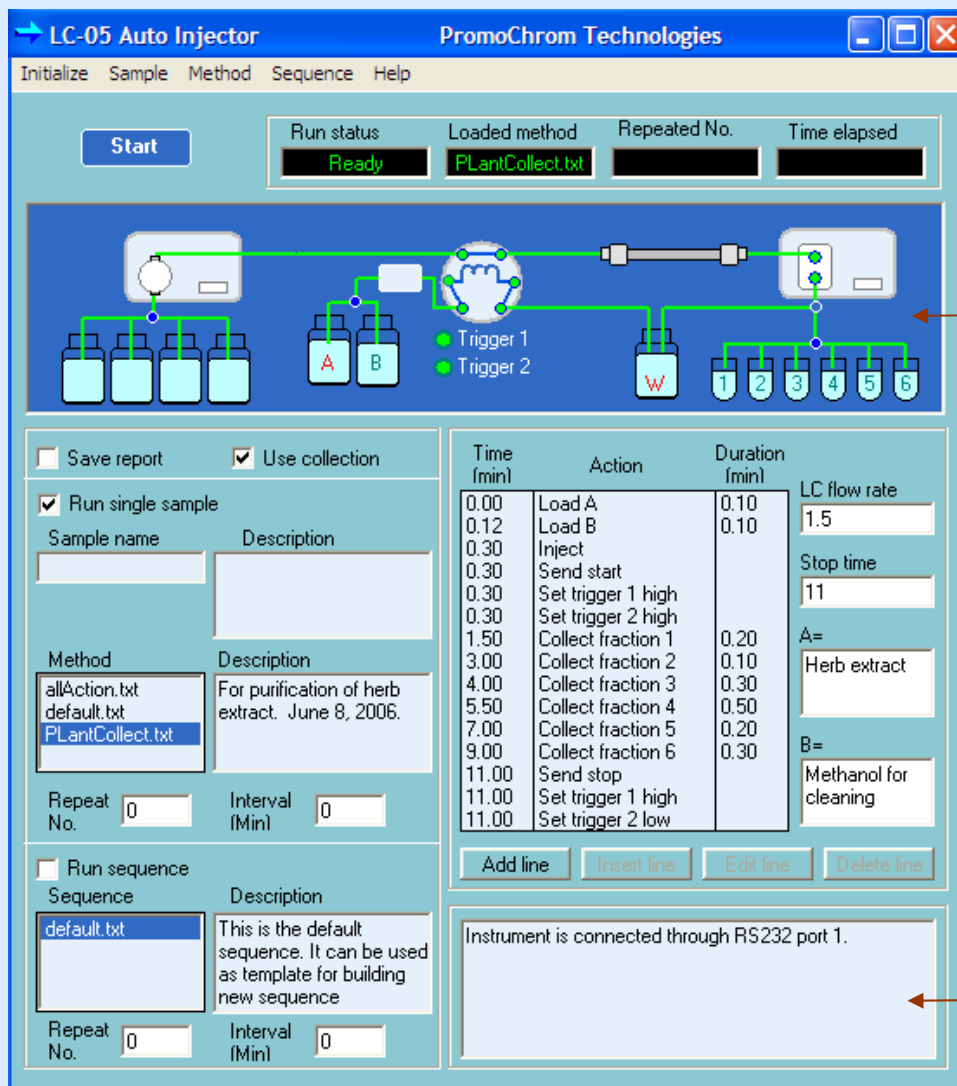 LC-05 Auto Injector PromoChrom Technologies
Initialize Sample Method Sequence Help
Start
Run status Loaded method Repeated No. Time elapsed
Ready PLantCollect.txt
Trigger 1
Trigger 2
A B W 1 2 3 4 5 6
Save report Use collection
Run single sample
Sample name Description
Method Description
allAction.txt
default.txt
PLantCollect.txt
For purification of herb
extract. June 8, 2006.
Repeat No. 0 Interval (Min) 0
Run sequence
Sequence Description
default.txt
This is the default
sequence. It can be used
as template for building
new sequence
Repeat No. 0 Interval (Min) 0
Time (min) Action Duration (min)
0.00 Load A 0.10
0.12 Load B 0.10
0.30 Inject
0.30 Send start
0.30 Set trigger 1 high
0.30 Set trigger 2 high
1.50 Collect fraction 1 0.20
3.00 Collect fraction 2 0.10
4.00 Collect fraction 3 0.30
5.50 Collect fraction 4 0.50
7.00 Collect fraction 5 0.20
9.00 Collect fraction 6 0.30
11.00 Send stop
11.00 Set trigger 1 high
11.00 Set trigger 2 low
LC flow rate
1.5
Stop time
11
A=
Herb extract
B=
Methanol for
cleaning
Add line Insert line Edit line Delete line
Instrument is connected through RS232 port 1.